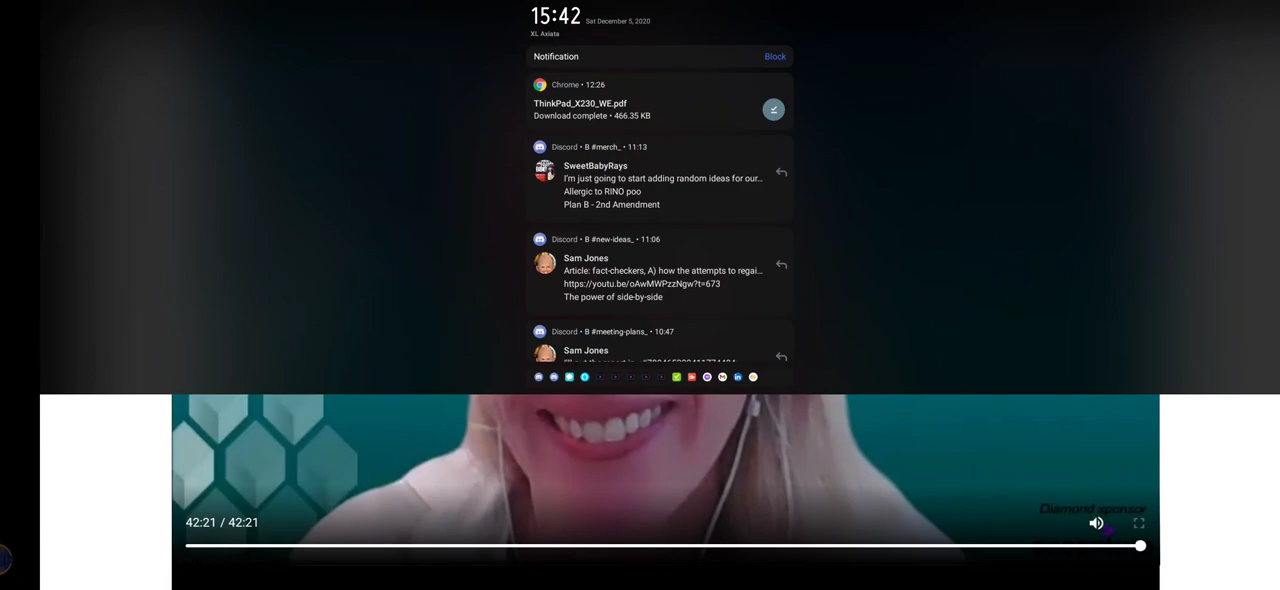 15:42 Sat December 5, 2020
XL Axiata
Notification Block
Chrome • 12:26
ThinkPad_X230_WE.pdf
Download complete • 466.35 KB
Discord • B #merch_ • 11:13
SweetBabyRays
I'm just going to start adding random ideas for our...
Allergic to RINO poo
Plan B - 2nd Amendment
Discord • B #new-ideas_ • 11:06
Sam Jones
Article: fact-checkers, A) how the attempts to regai...
https://youtu.be/oAwMWPzzNgw?t=673
The power of side-by-side
Discord • B #meeting-plans_ • 10:47
Sam Jones
Diamond sponsor
42:21 / 42:21